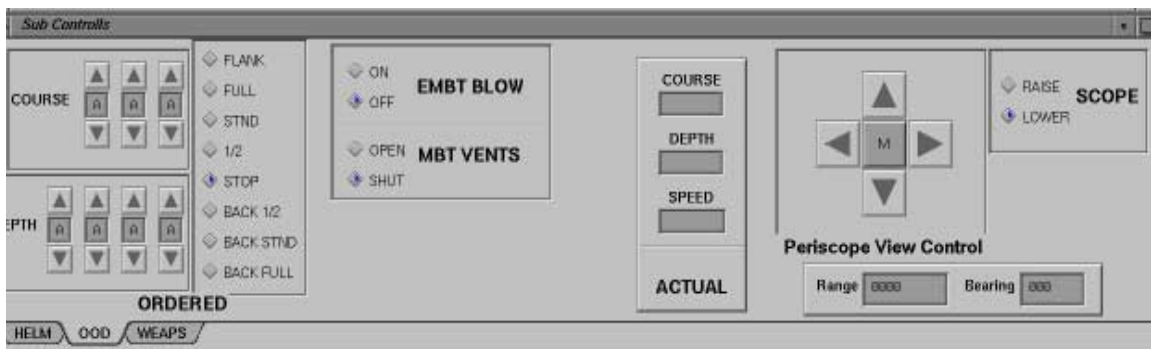 Sub Controlls
COURSE
A A A
EPTH
A A A A
FLANK
FULL
STND
1/2
STOP
BACK 1/2
BACK STND
BACK FULL
ORDERED
ON
OFF
EMBT BLOW
OPEN
SHUT
MBT VENTS
COURSE
DEPTH
SPEED
ACTUAL
M
Periscope View Control
Range 0000 Bearing 000
RAISE
LOWER
SCOPE
HELM OOD WEAPS